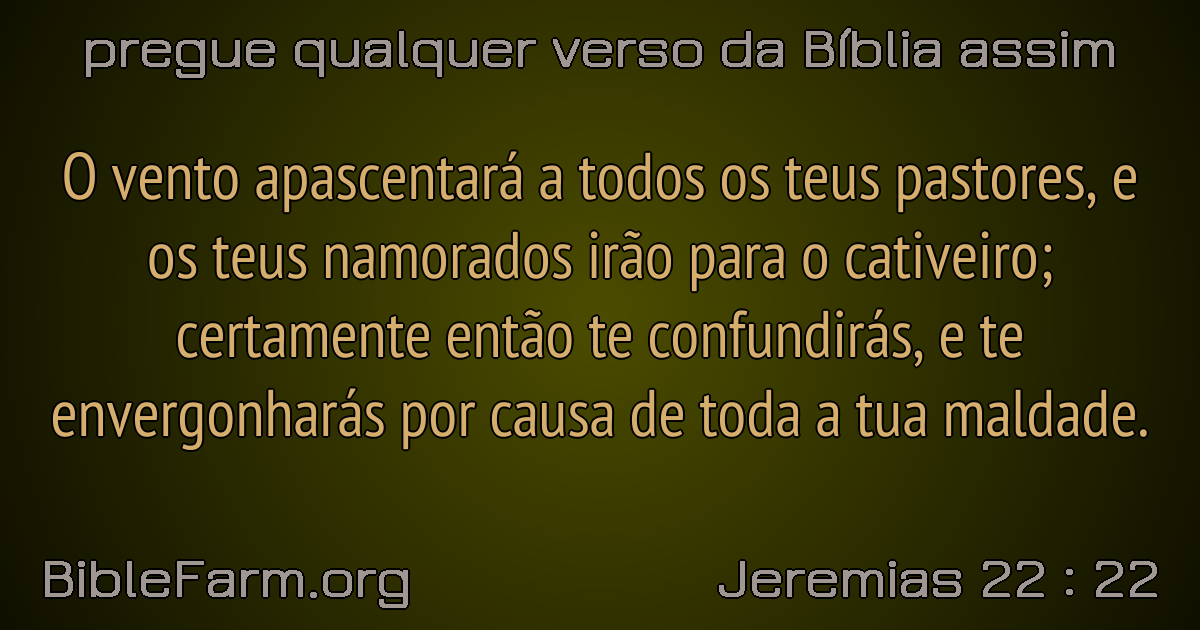 pregue qualquer verso da Bíblia assim
O vento apascentará a todos os teus pastores, e
os teus namorados irão para o cativeiro;
certamente então te confundirás, e te
envergonharás por causa de toda a tua maldade.
BibleFarm.org
Jeremias 22 : 22